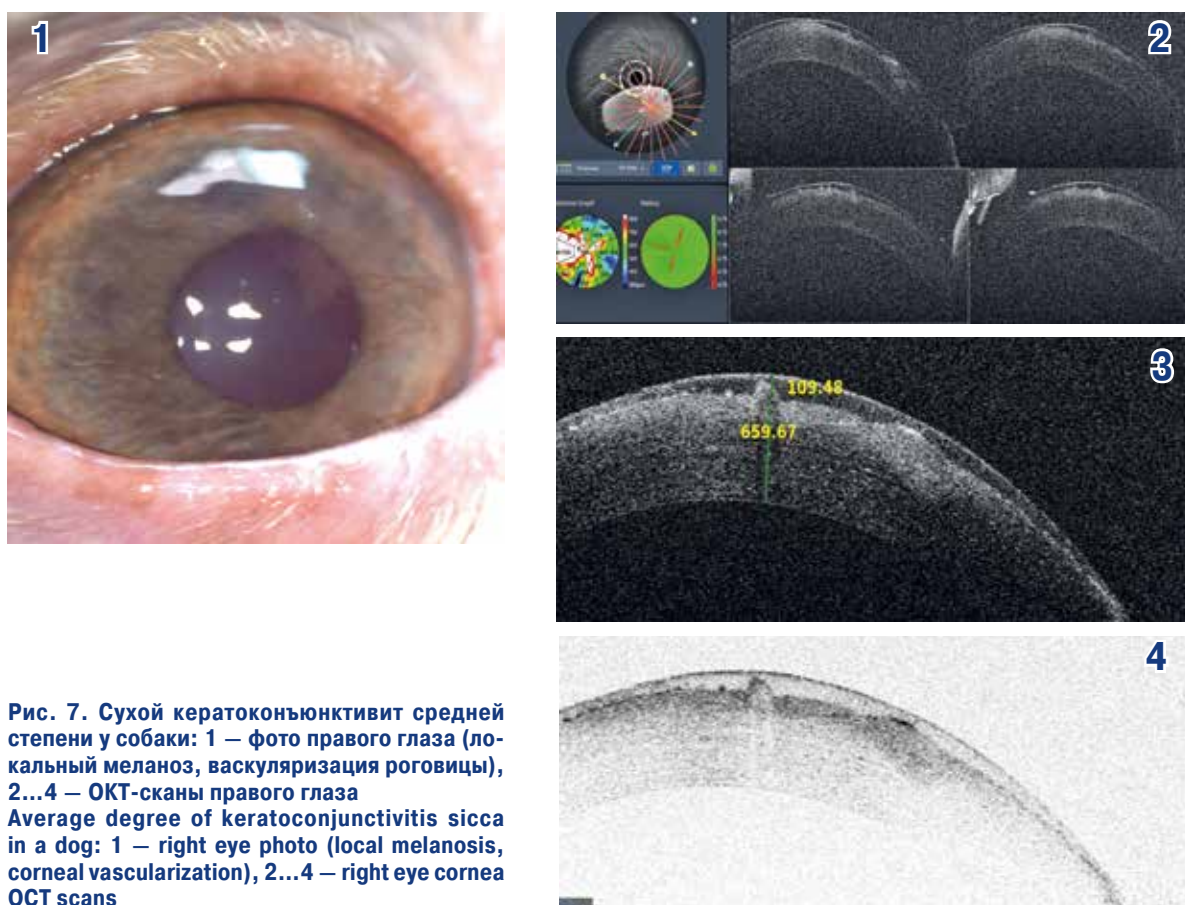 1
2
3
109.48
659.67
4
Рис. 7. Сухой кератоконъюнктивит средней
степени у собаки: 1 — фото правого глаза (ло-
кальный меланоз, васкуляризация роговицы),
2...4 — ОКТ-сканы правого глаза
Average degree of keratoconjunctivitis sicca
in a dog: 1 — right eye photo (local melanosis,
corneal vascularization), 2...4 — right eye cornea
OCT scans